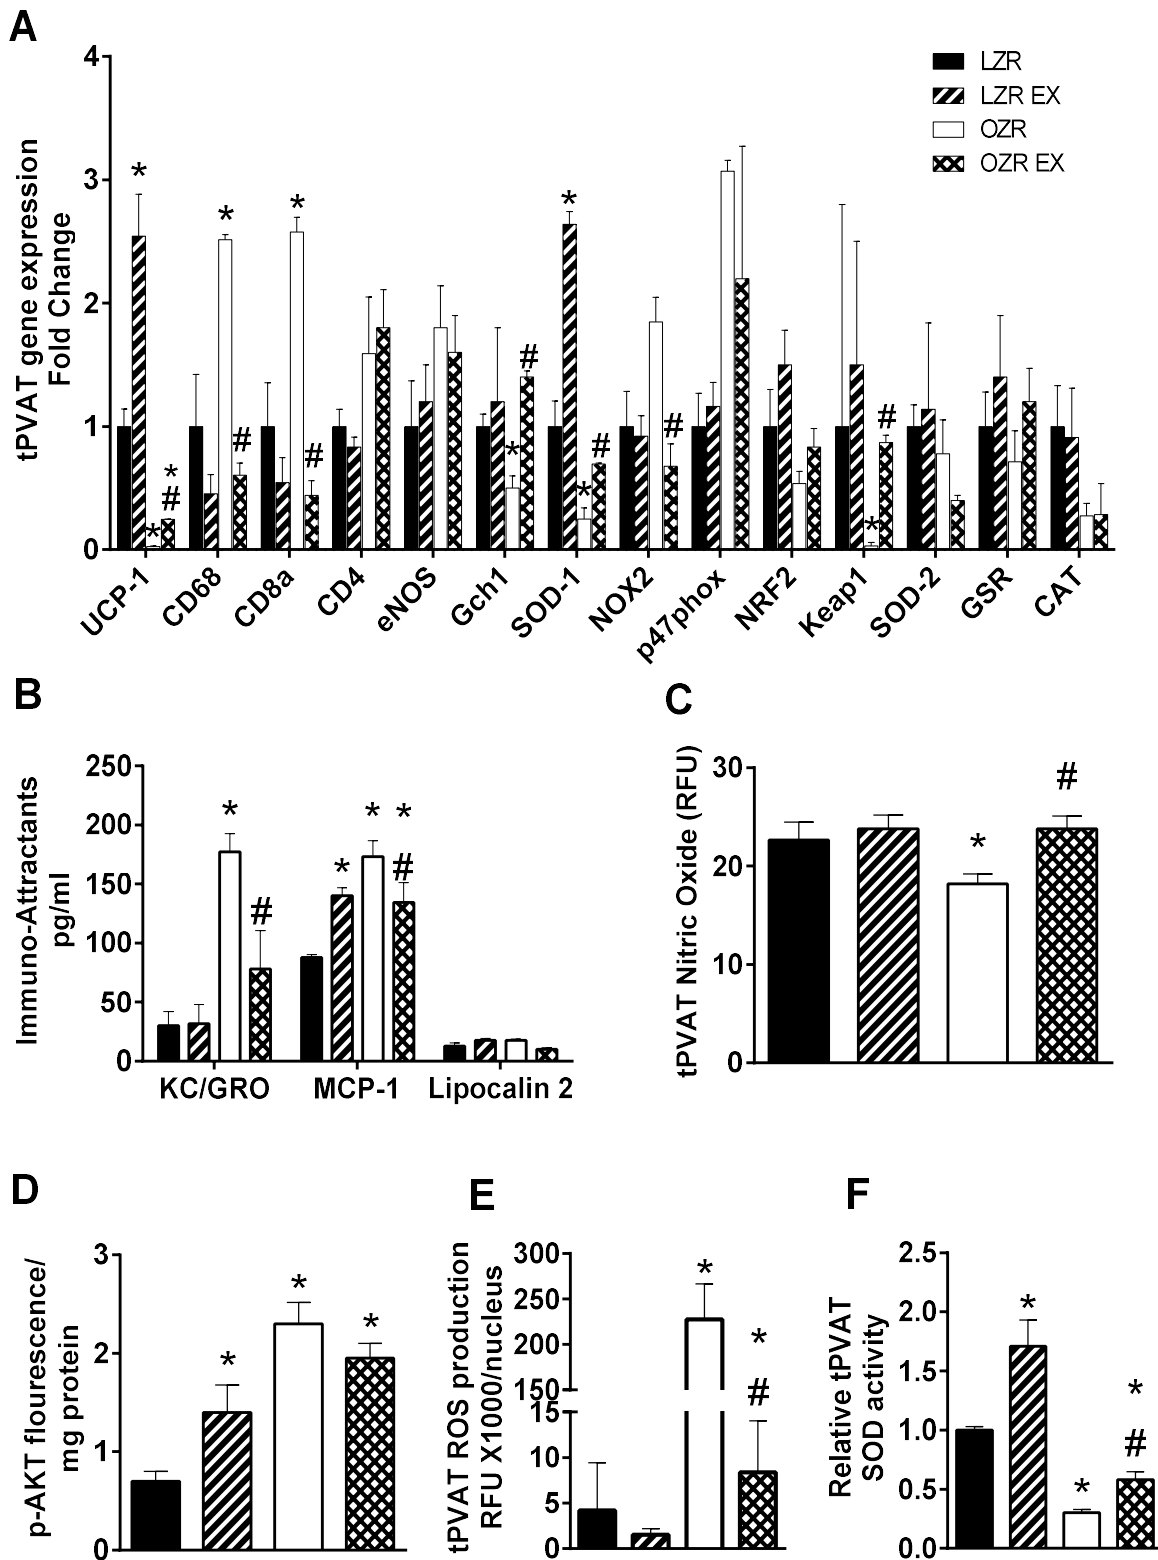 A
tPVAT gene expression
Fold Change
4
3
2
1
0
LZR
LZR EX
OZR
OZR EX
*
*
*
*
#
*
#
#
*
#
*
*
#
#
*
#
UCP-1
CD68
CD8a
CD4
eNOS
Gch1
SOD-1
NOX2
p47phox
NRF2
Keap1
SOD-2
GSR
CAT
B
Immuno-Attractants
pg/ml
250
200
150
100
50
0
*
#
*
*
*
#
KC/GRO
MCP-1
Lipocalin 2
C
tPVAT Nitric Oxide (RFU)
30
20
10
0
*
#
D
p-AKT flourescence/
mg protein
3
2
1
0
*
*
*
E
tPVAT ROS production
RFU X1000/nucleus
300
250
200
150
15
10
5
0
*
*
#
F
Relative tPVAT
SOD activity
2.5
2.0
1.5
1.0
0.5
0.0
*
*
*
#